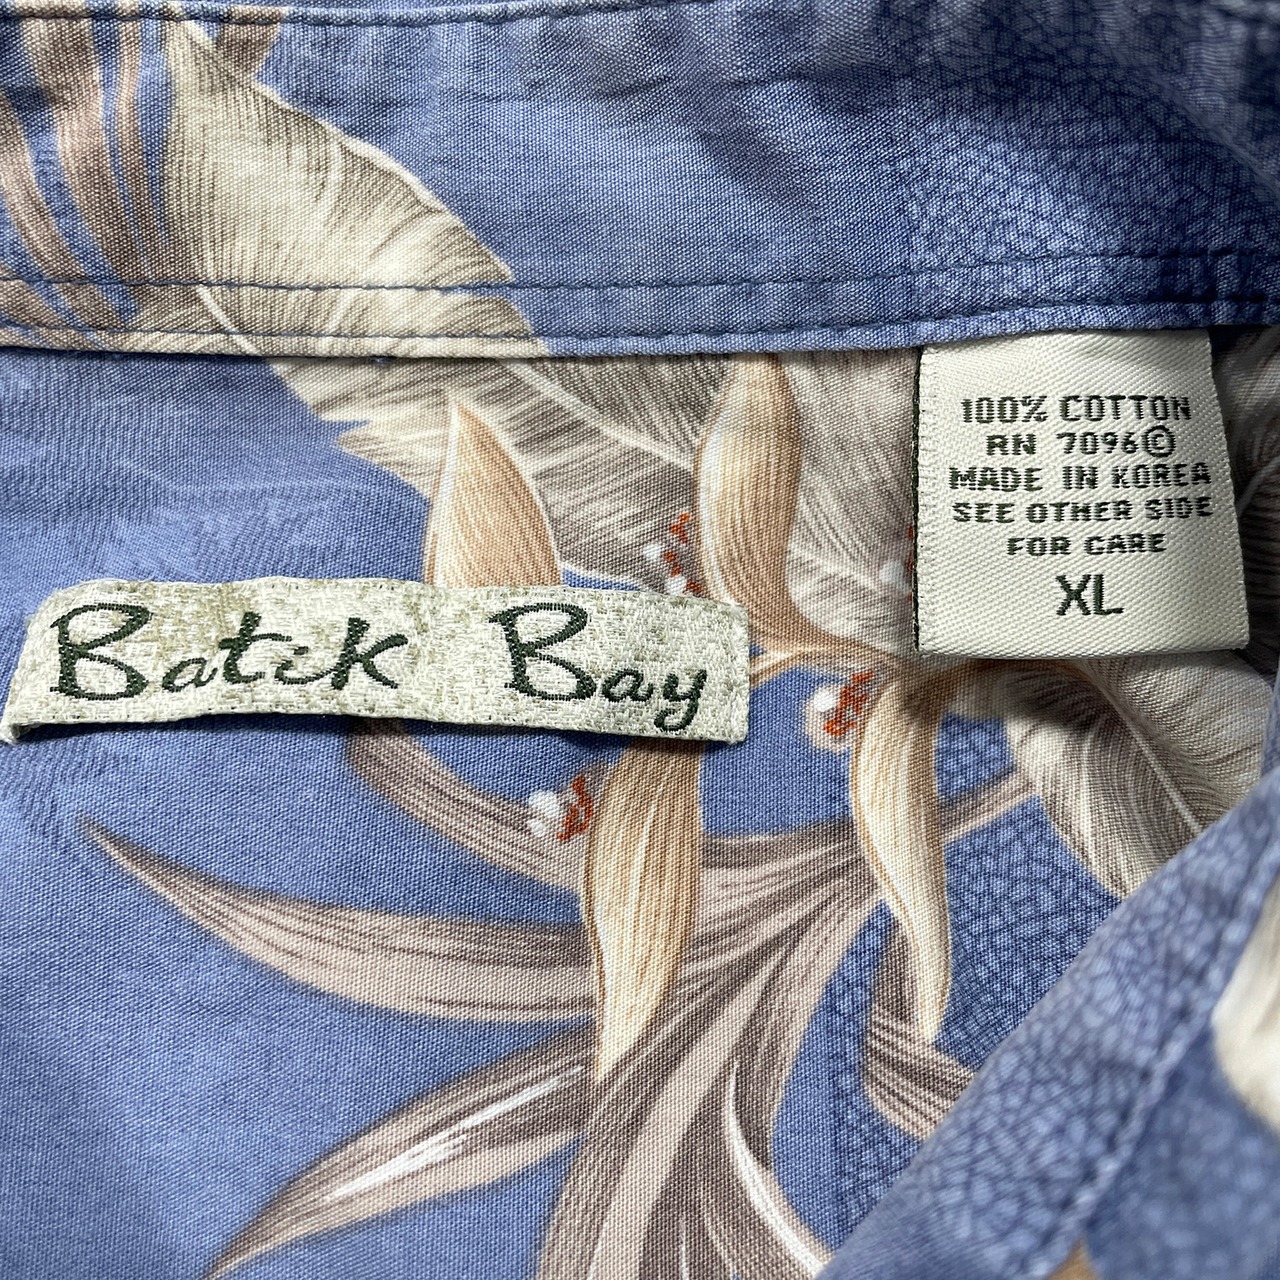 Batik Bay
100% COTTON
RN 7096©
MADE IN KOREA
SEE OTHER SIDE
FOR CARE
XL